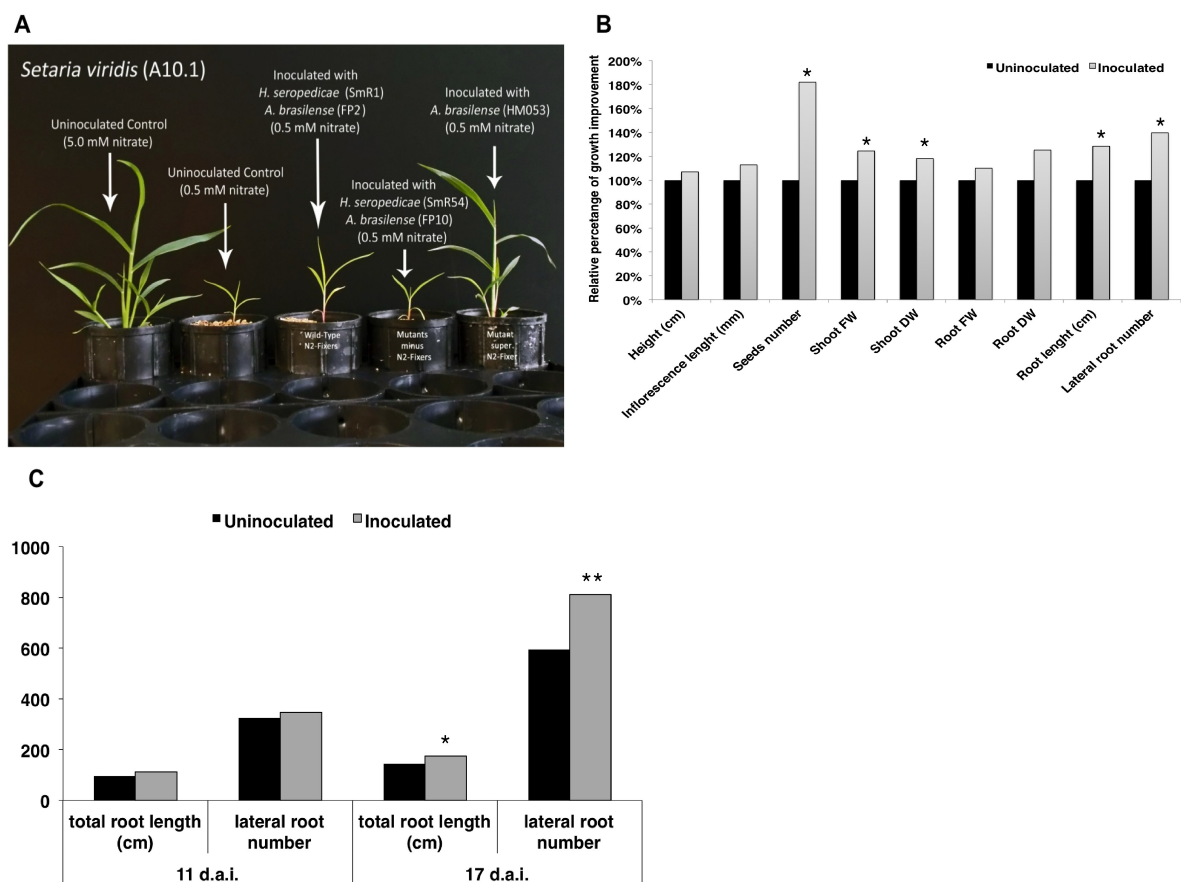 A
Setaria viridis (A10.1)
Uninoculated Control
(5.0 mM nitrate)
Uninoculated Control
(0.5 mM nitrate)
Inoculated with
H. seropedicae (SmR1)
A. brasilense (FP2)
(0.5 mM nitrate)
Inoculated with
H. seropedicae (SmR54)
A. brasilense (FP10)
(0.5 mM nitrate)
Inoculated with
A. brasilense (HM053)
(0.5 mM nitrate)
Wild-Type
N2-Fixers
Mutants
minus
N2-Fixers
Mutant
super.
N2-Fixer
B
Relative percetange of growth improvement
Uninoculated Inoculated
200%
180%
160%
140%
120%
100%
80%
60%
40%
20%
0%
*
*
*
*
*
Height (cm)
Inflorescence lenght (mm)
Seeds number
Shoot FW
Shoot DW
Root FW
Root DW
Root lenght (cm)
Lateral root number
C
Uninoculated Inoculated
1000
800
600
400
200
0
*
**
total root length
(cm)
lateral root
number
total root length
(cm)
lateral root
number
11 d.a.i.
17 d.a.i.